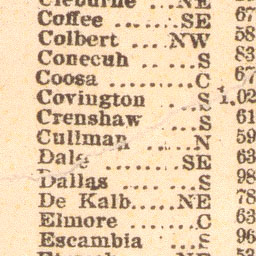 Cleburne ....NE
Coffee .......SE 67
Colbert ....NW 58
Conecuh .....S 83
Coosa ........C 67
Covington ...S 1.02
Crenshaw ...S 61
Cullman .....N 59
Dale ........SE 63
Dallas .......S 98
De Kalb.....NE 78
Elmore ......C 63
Escambia ...S 96
53